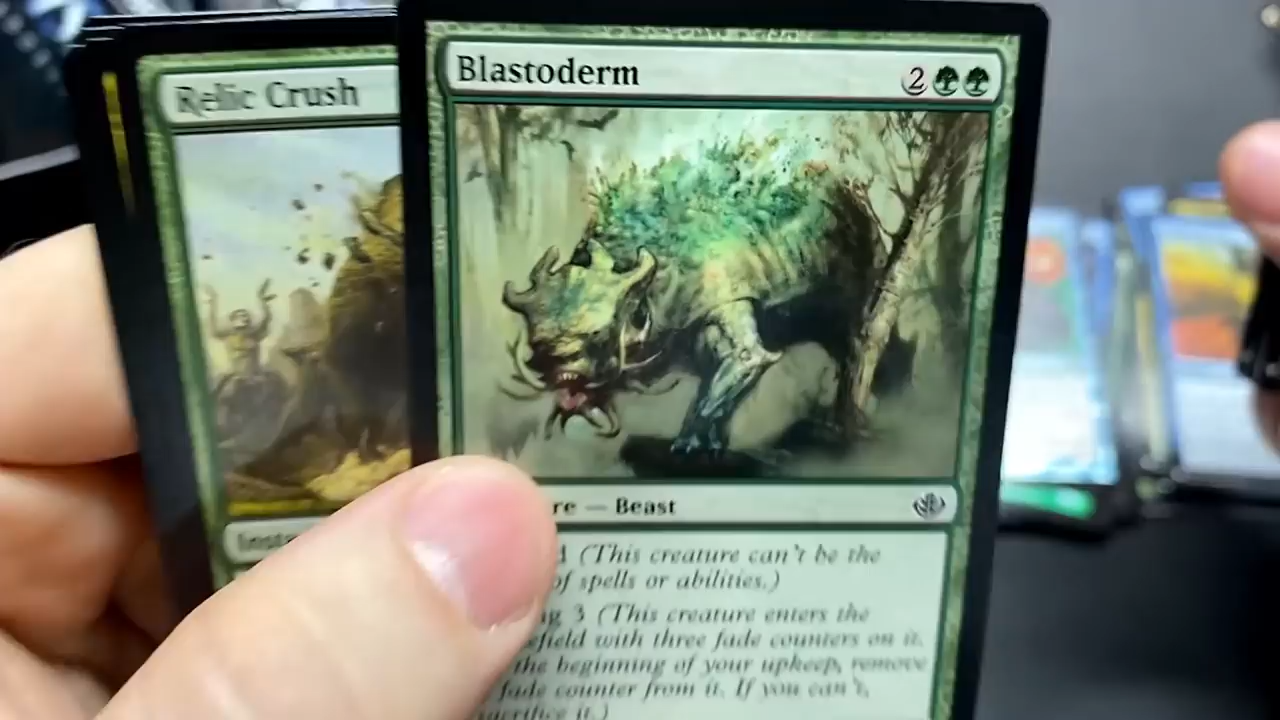 Relic Crush
Blastoderm
2
re — Beast
(This creature can't be the
of spells or abilities.)
3 (This creature enters the
efield with three fade counters on it.
the beginning of your upkeep, remove
fade counter from it. If you can't,
sacrifice it.)